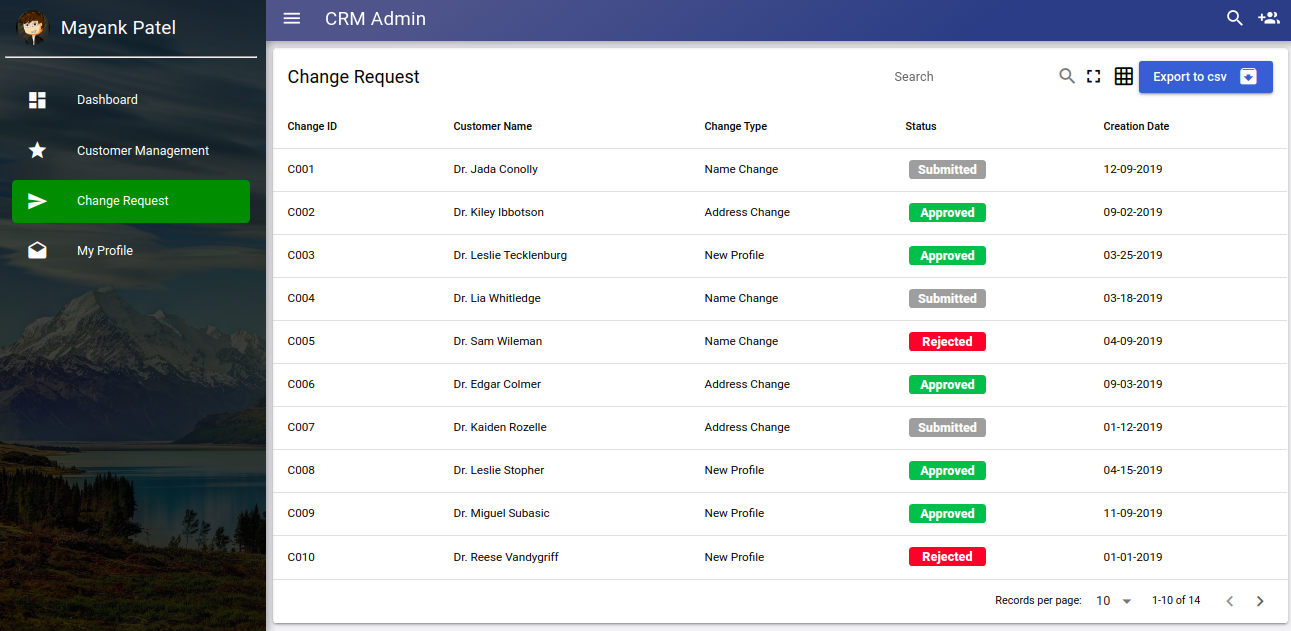 Mayank Patel
CRM Admin
Dashboard
Customer Management
Change Request
My Profile
Change Request
Search
Export to csv
Change ID Customer Name Change Type Status Creation Date
C001 Dr. Jada Conolly Name Change Submitted 12-09-2019
C002 Dr. Kiley Ibbotson Address Change Approved 09-02-2019
C003 Dr. Leslie Tecklenburg New Profile Approved 03-25-2019
C004 Dr. Lia Whitledge Name Change Submitted 03-18-2019
C005 Dr. Sam Wileman Name Change Rejected 04-09-2019
C006 Dr. Edgar Colmer Address Change Approved 09-03-2019
C007 Dr. Kaiden Rozelle Address Change Submitted 01-12-2019
C008 Dr. Leslie Stopher New Profile Approved 04-15-2019
C009 Dr. Miguel Subasic New Profile Approved 11-09-2019
C010 Dr. Reese Vandygriff New Profile Rejected 01-01-2019
Records per page: 10 1-10 of 14